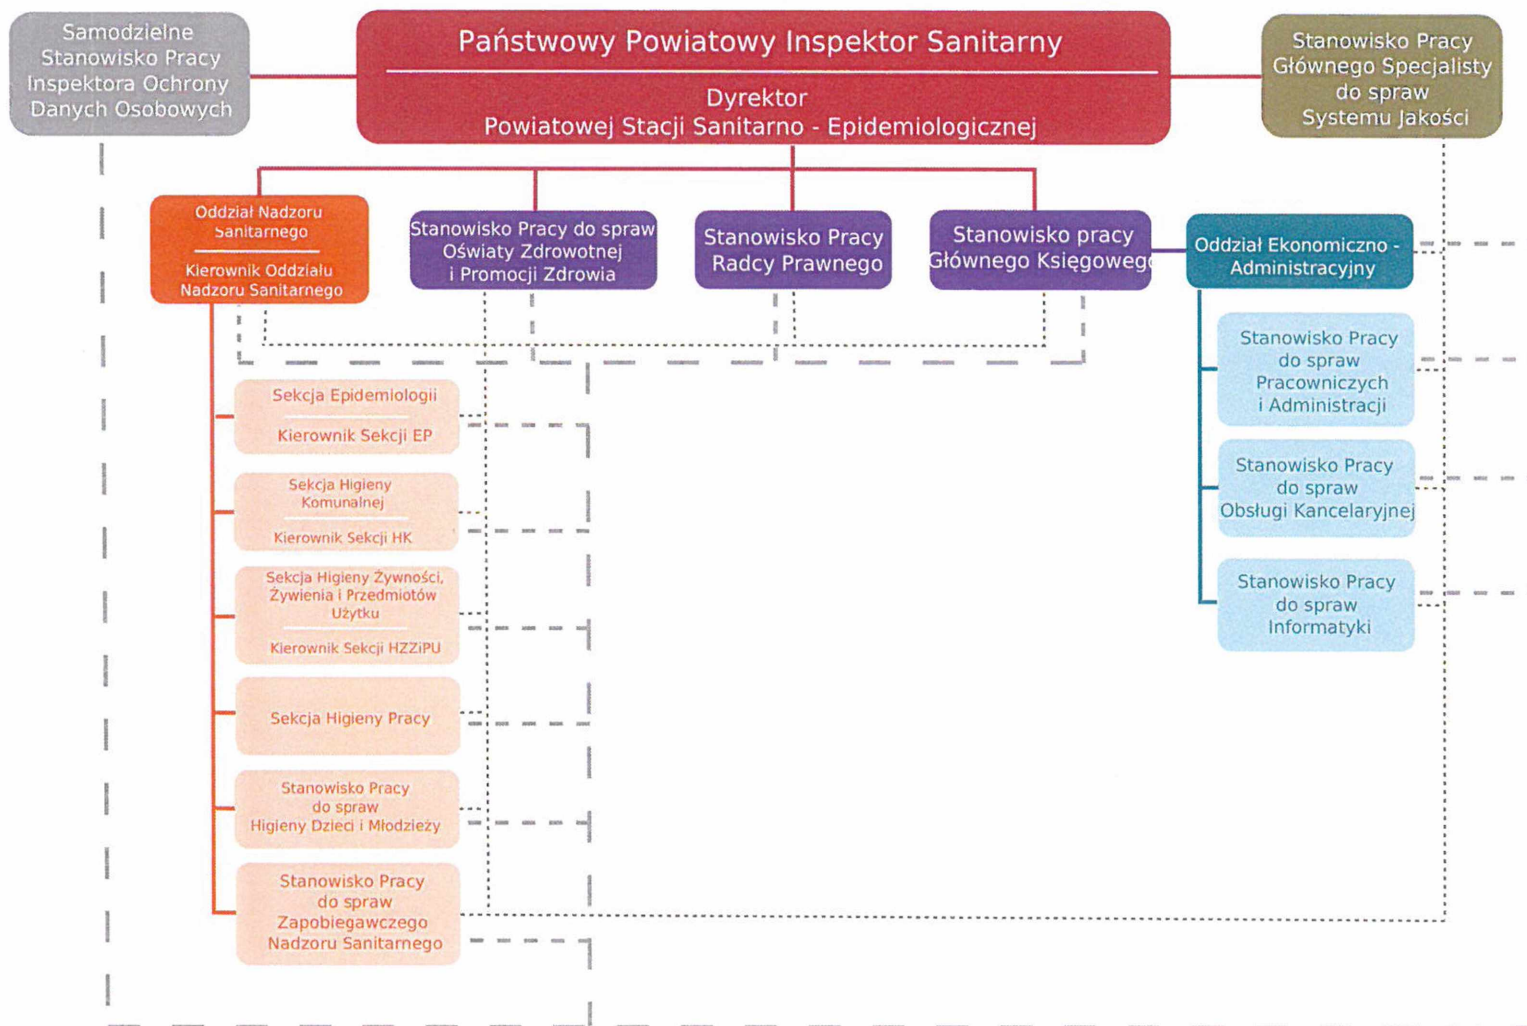 Samodzielne
Stanowisko Pracy
Inspektora Ochrony
Danych Osobowych
Państwowy Powiatowy Inspektor Sanitarny
Dyrektor
Powiatowej Stacji Sanitarno - Epidemiologicznej
Stanowisko Pracy
Głównego Specjalisty
do spraw
Systemu Jakości
Oddział Nadzoru
Sanitarnego
Kierownik Oddziału
Nadzoru Sanitarnego
Stanowisko Pracy do spraw
Oświaty Zdrowotnej
i Promocji Zdrowia
Stanowisko Pracy
Radcy Prawnego
Stanowisko pracy
Głównego Księgowego
Oddział Ekonomiczno -
Administracyjny
Stanowisko Pracy
do spraw
Pracowniczych
i Administracji
Stanowisko Pracy
do spraw
Obsługi Kancelaryjnej
Stanowisko Pracy
do spraw
Informatyki
Sekcja Epidemiologii
Kierownik Sekcji EP
Sekcja Higieny
Komunalnej
Kierownik Sekcji HK
Sekcja Higieny Żywności,
Żywienia i Przedmiotów
Użytku
Kierownik Sekcji HŻŻiPU
Sekcja Higieny Pracy
Stanowisko Pracy
do spraw
Higieny Dzieci i Młodzieży
Stanowisko Pracy
do spraw
Zapobiegawczego
Nadzoru Sanitarnego